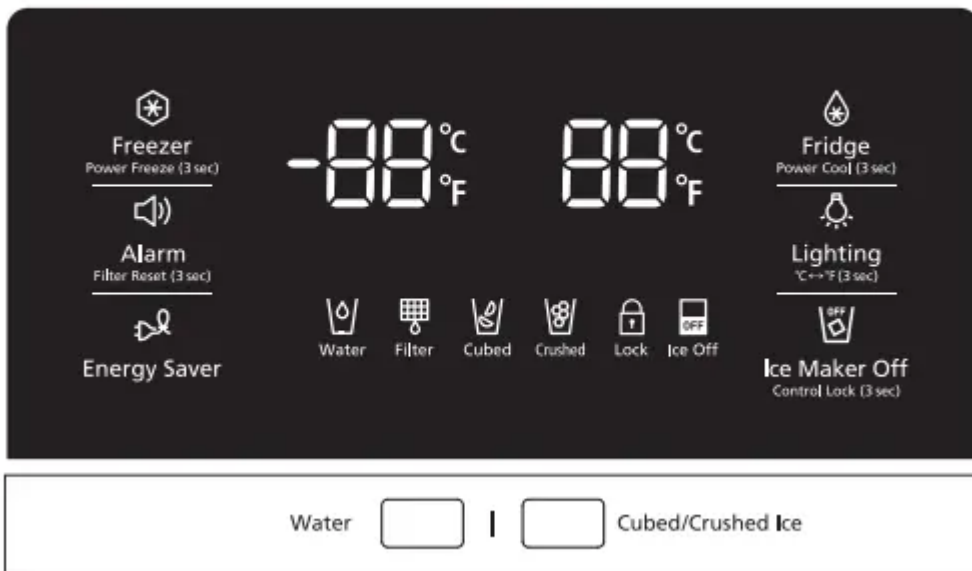 Freezer
Power Freeze (3 sec)
Alarm
Filter Reset (3 sec)
Energy Saver
-88 °C °F
88 °C °F
Water Filter Cubed Crushed Lock OFF Ice Off
Fridge
Power Cool (3 sec)
Lighting
°C↔°F (3 sec)
OFF
Ice Maker Off
Control Lock (3 sec)
Water | Cubed/Crushed Ice